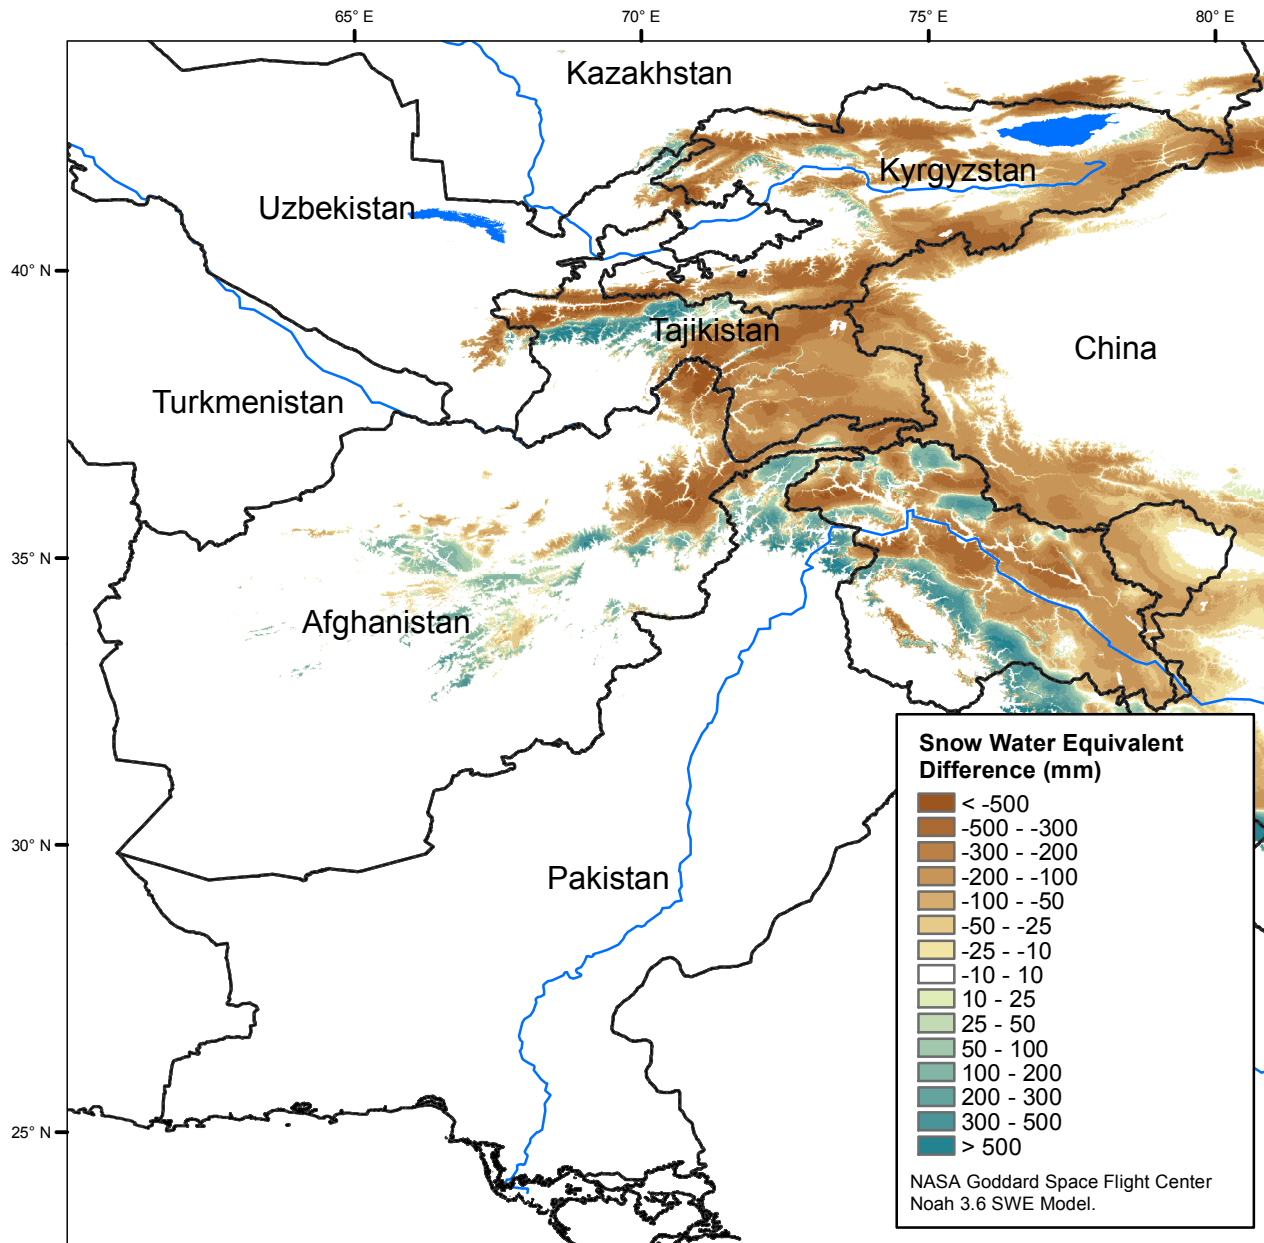 65° E
70° E
75° E
80° E
Kazakhstan
Kyrgyzstan
Uzbekistan
40° N
Tajikistan
China
Turkmenistan
35° N
Afghanistan
Snow Water Equivalent
Difference (mm)
< -500
-500 - -300
-300 - -200
-200 - -100
-100 - -50
-50 - -25
-25 - -10
-10 - 10
10 - 25
25 - 50
50 - 100
100 - 200
200 - 300
300 - 500
> 500
NASA Goddard Space Flight Center
Noah 3.6 SWE Model.
30° N
Pakistan
25° N